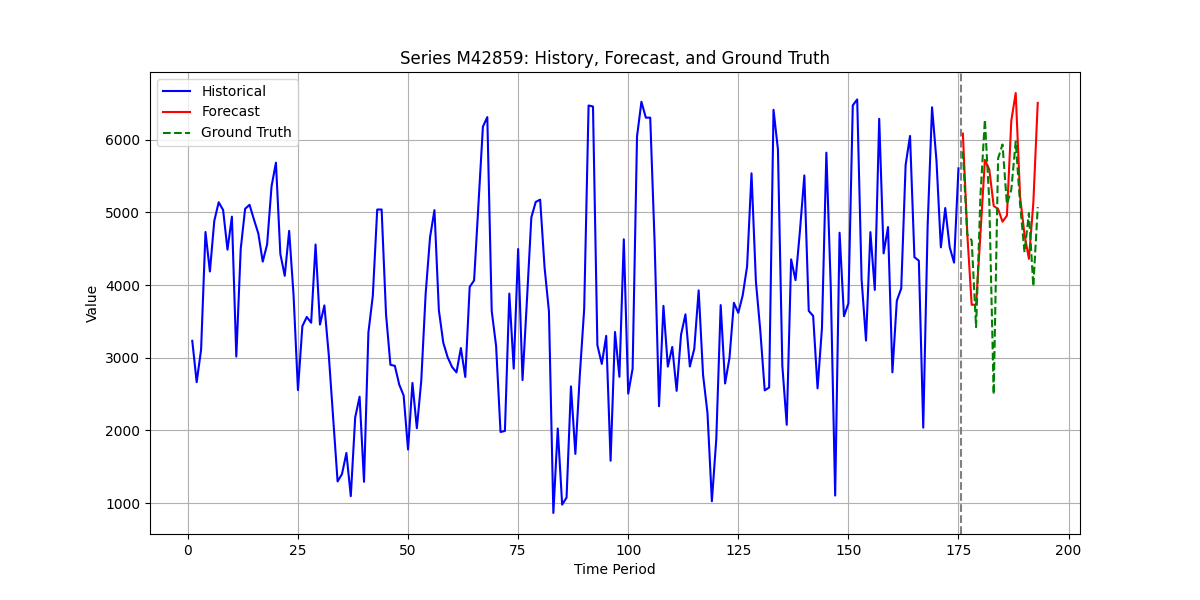 Series M42859: History, Forecast, and Ground Truth
Historical
Forecast
Ground Truth
6000
5000
4000
3000
2000
1000
Value
0
25
50
75
100
125
150
175
200
Time Period